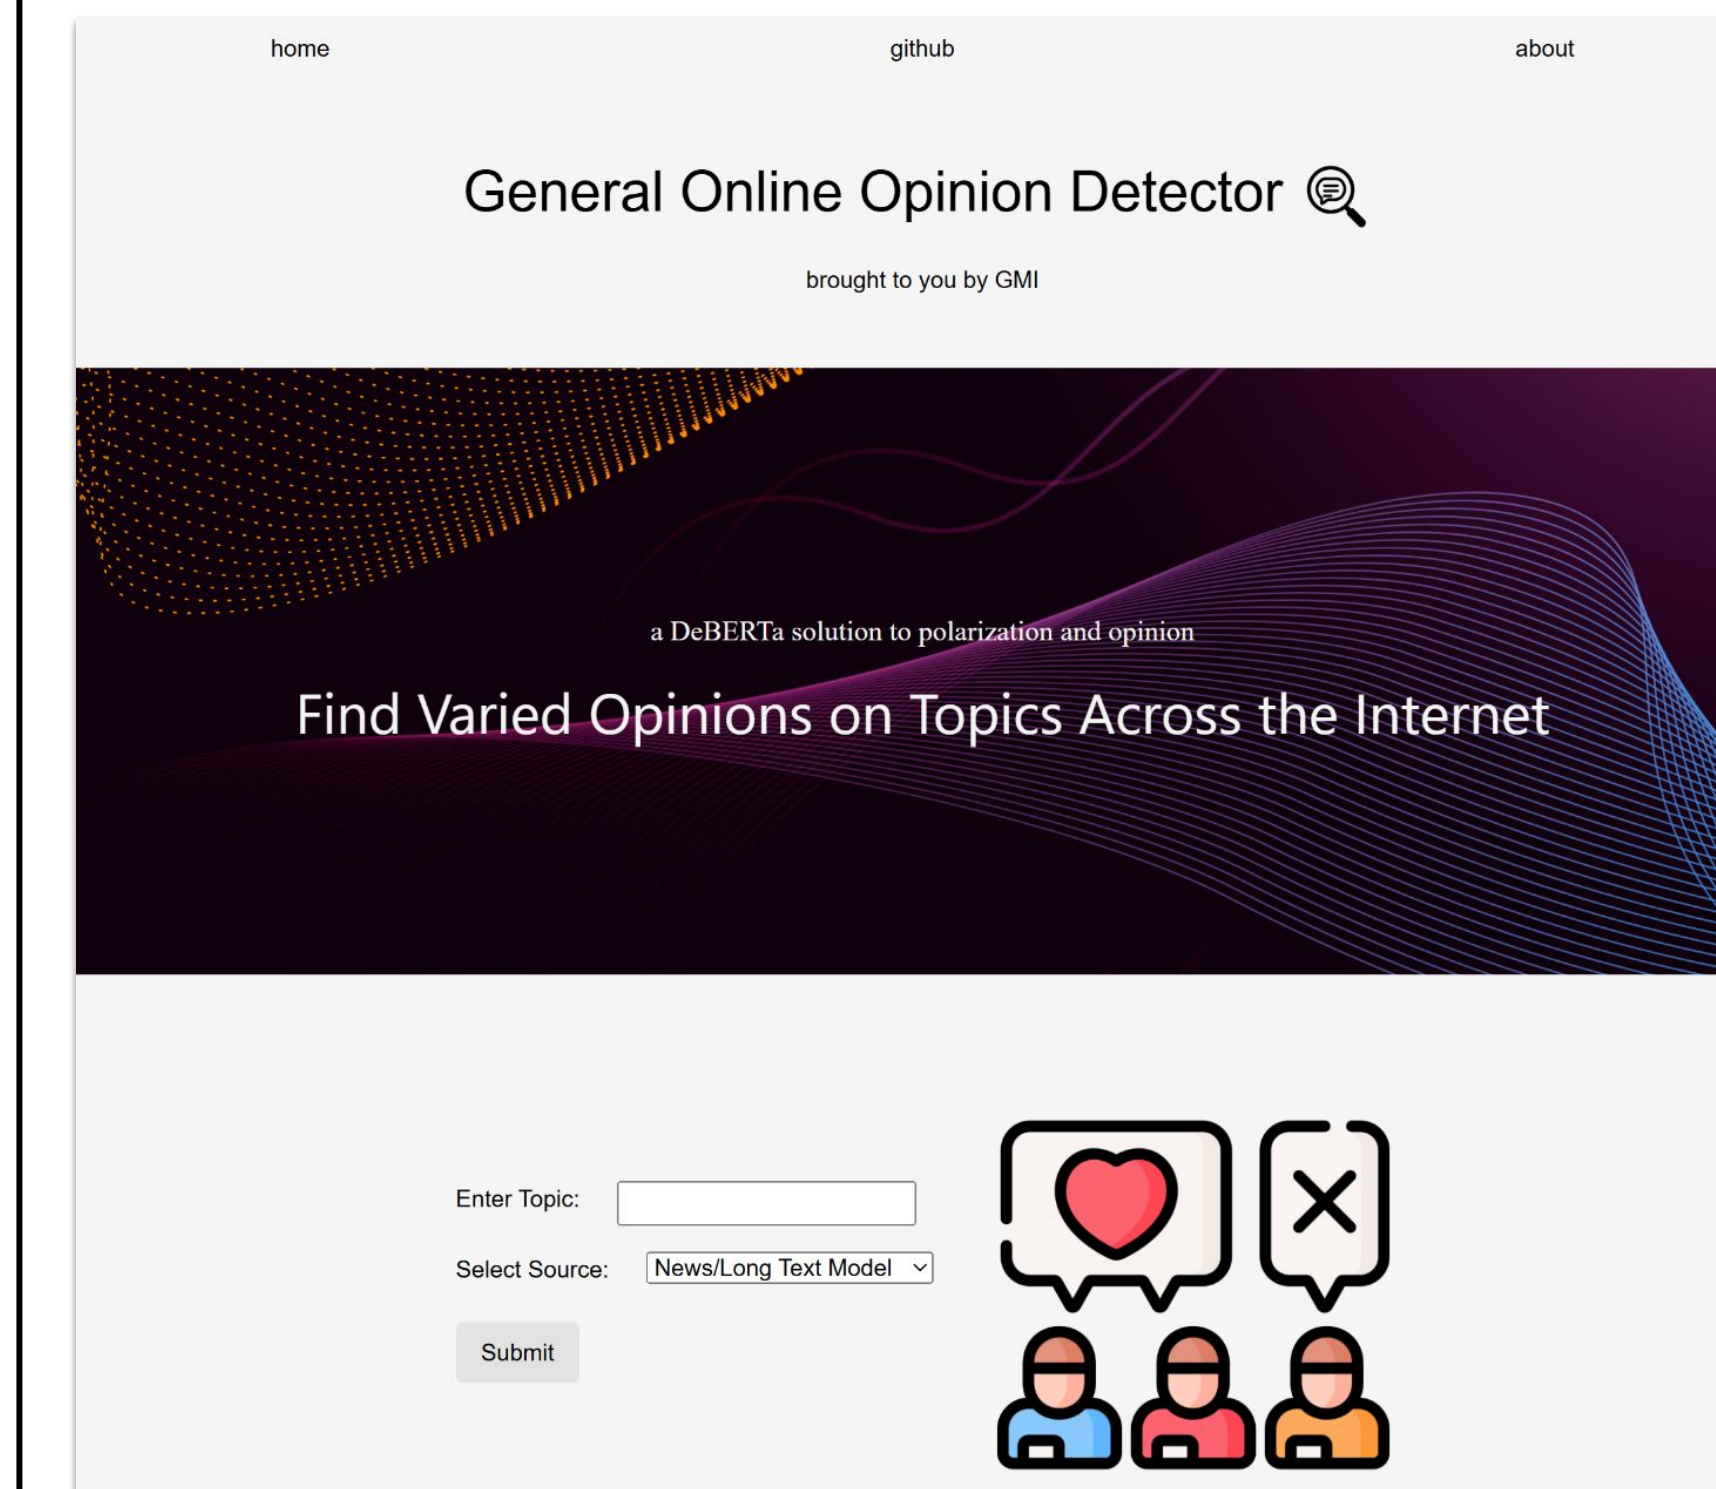 home github about
General Online Opinion Detector
brought to you by GMI
a DeBERTa solution to polarization and opinion
Find Varied Opinions on Topics Across the Internet
Enter Topic:
Select Source: News/Long Text Model
Submit